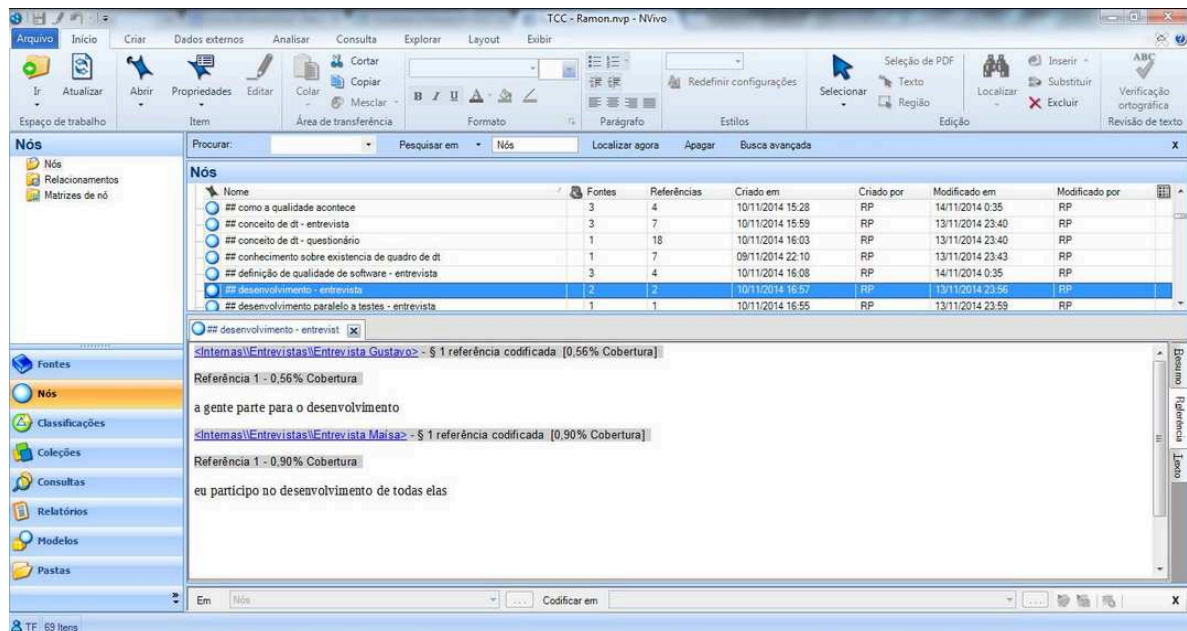 TCC - Ramon.nvp - NVivo
Arquivo Início Criar Dados externos Analisar Consulta Explorar Layout Exibir
Ir Atualizar Abrir Propriedades Editar Colar Cortar Copiar Mesclar
B I U A
Redefinir configurações
Selecionar Seleção de PDF Texto Região Localizar Inserir Substituir Excluir
ABC Verificação ortográfica
Espaço de trabalho Item Área de transferência Formato Parágrafo Estilos Edição Revisão de texto
Nós
Nós
Relacionamentos
Matrizes de nó
Procurar: Pesquisar em Nós Localizar agora Apagar Busca avançada X
Nós
Nome Fontes Referências Criado em Criado por Modificado em Modificado por
## como a qualidade acontece 3 4 10/11/2014 15:28 RP 14/11/2014 0:35 RP
## conceito de dt - entrevista 3 7 10/11/2014 15:59 RP 13/11/2014 23:40 RP
## conceito de dt - questionário 1 18 10/11/2014 16:03 RP 13/11/2014 23:40 RP
## conhecimento sobre existencia de quadro de dt 1 7 09/11/2014 22:10 RP 13/11/2014 23:43 RP
## definição de qualidade de software - entrevista 3 4 10/11/2014 16:08 RP 14/11/2014 0:35 RP
## desenvolvimento - entrevista 2 2 10/11/2014 16:57 RP 13/11/2014 23:56 RP
## desenvolvimento paralelo a testes - entrevista 1 1 10/11/2014 16:55 RP 13/11/2014 23:59 RP
## desenvolvimento - entrevist
<Internas\\Entrevistas\\Entrevista Gustavo> - § 1 referência codificada [0,56% Cobertura]
Referência 1 - 0,56% Cobertura
a gente parte para o desenvolvimento
<Internas\\Entrevistas\\Entrevista Maísa> - § 1 referência codificada [0,90% Cobertura]
Referência 1 - 0,90% Cobertura
eu participo no desenvolvimento de todas elas
Resumo
Referência
Texto
Fontes
Nós
Classificações
Coleções
Consultas
Relatórios
Modelos
Pastas
Em Nós ... Codificar em ... X
TF 69 Itens